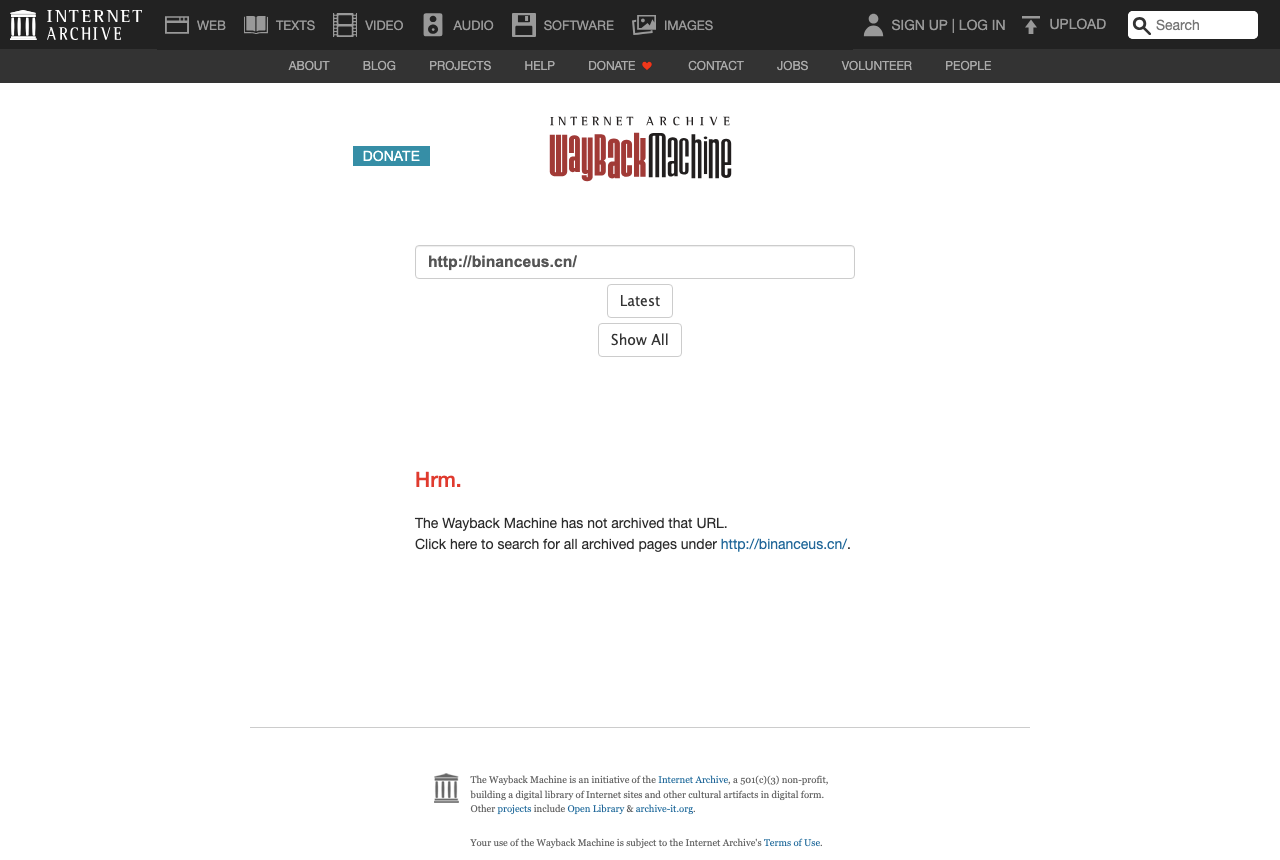 INTERNET ARCHIVE
WEB TEXTS VIDEO AUDIO SOFTWARE IMAGES SIGN UP | LOG IN UPLOAD Search
ABOUT BLOG PROJECTS HELP DONATE CONTACT JOBS VOLUNTEER PEOPLE
INTERNET ARCHIVE
WayBackMachine
DONATE
http://binanceus.cn/
Latest
Show All
Hrm.
The Wayback Machine has not archived that URL.
Click here to search for all archived pages under http://binanceus.cn/.
The Wayback Machine is an initiative of the Internet Archive, a 501(c)(3) non-profit,
building a digital library of Internet sites and other cultural artifacts in digital form.
Other projects include Open Library & archive-it.org.
Your use of the Wayback Machine is subject to the Internet Archive's Terms of Use.